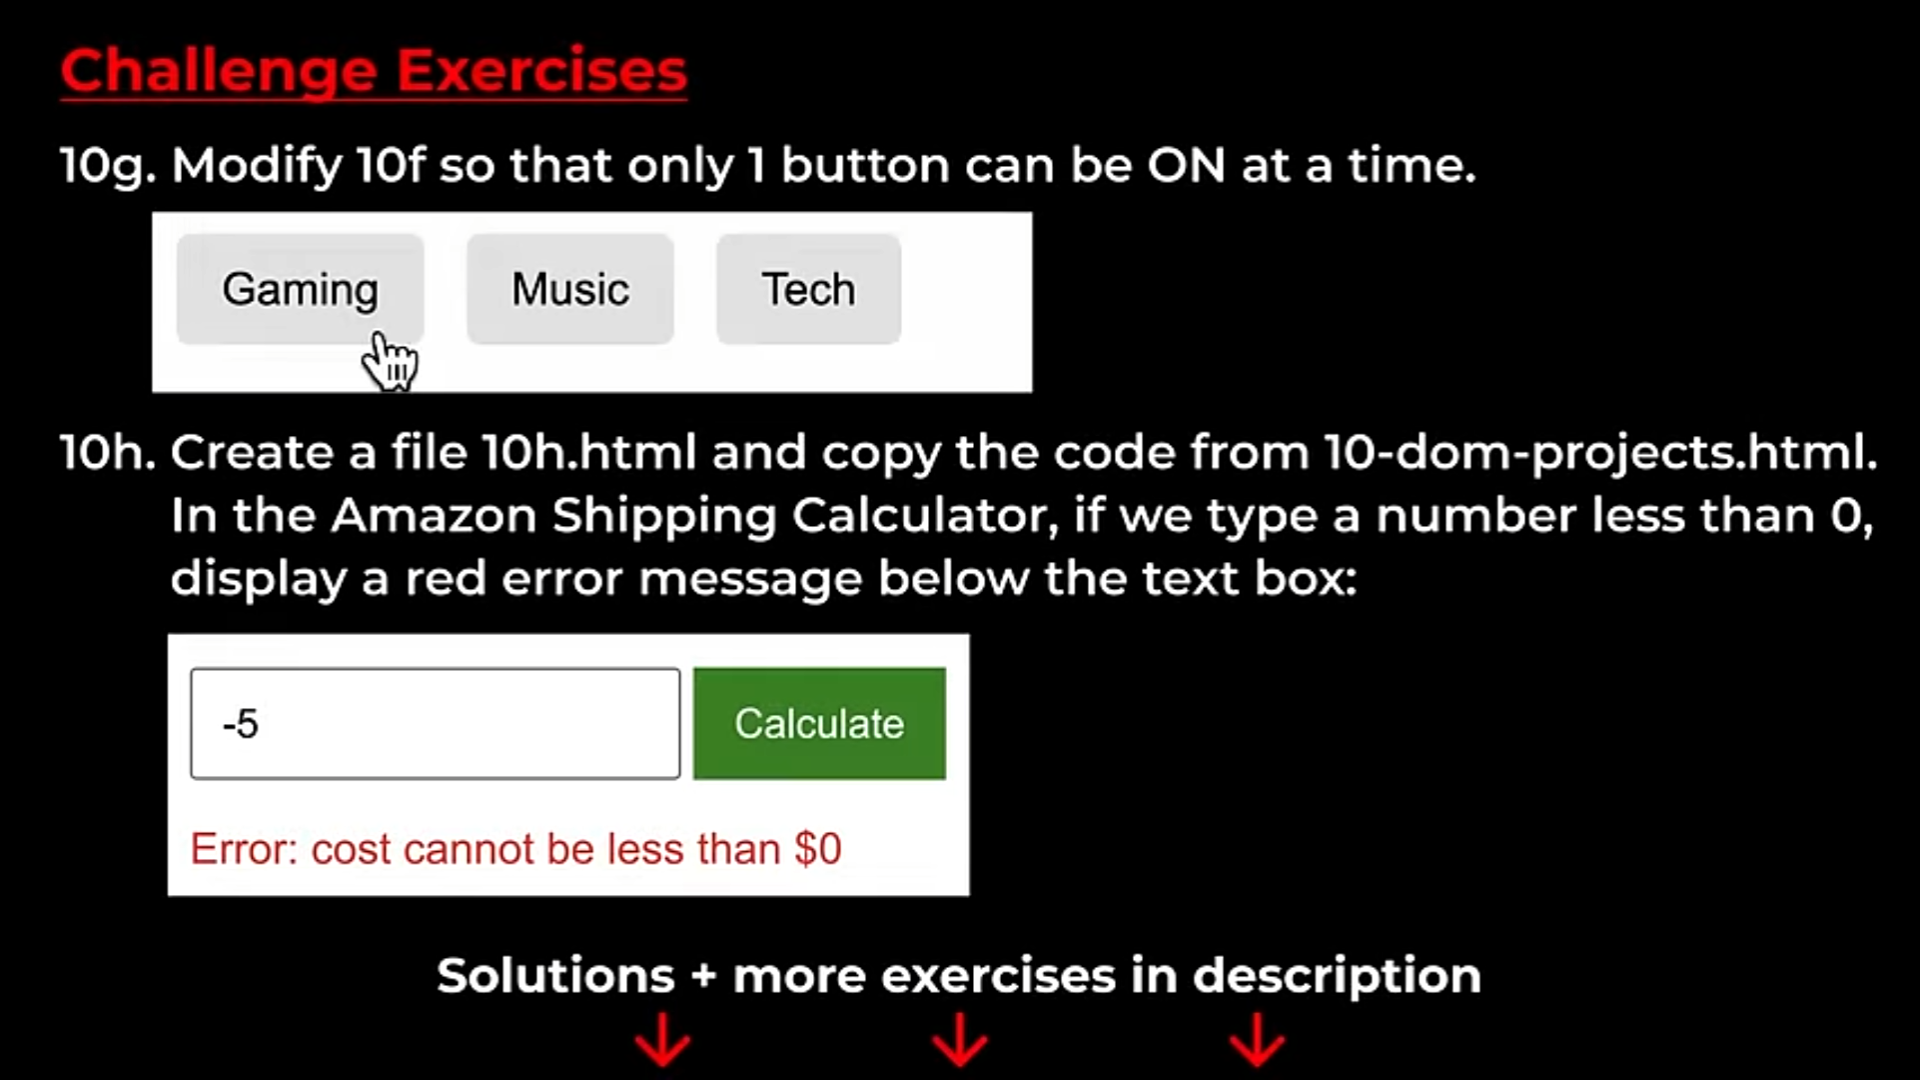 Challenge Exercises
10g. Modify 10f so that only 1 button can be ON at a time.
Gaming Music Tech
10h. Create a file 10h.html and copy the code from 10-dom-projects.html.
In the Amazon Shipping Calculator, if we type a number less than 0,
display a red error message below the text box:
-5 Calculate
Error: cost cannot be less than $0
Solutions + more exercises in description